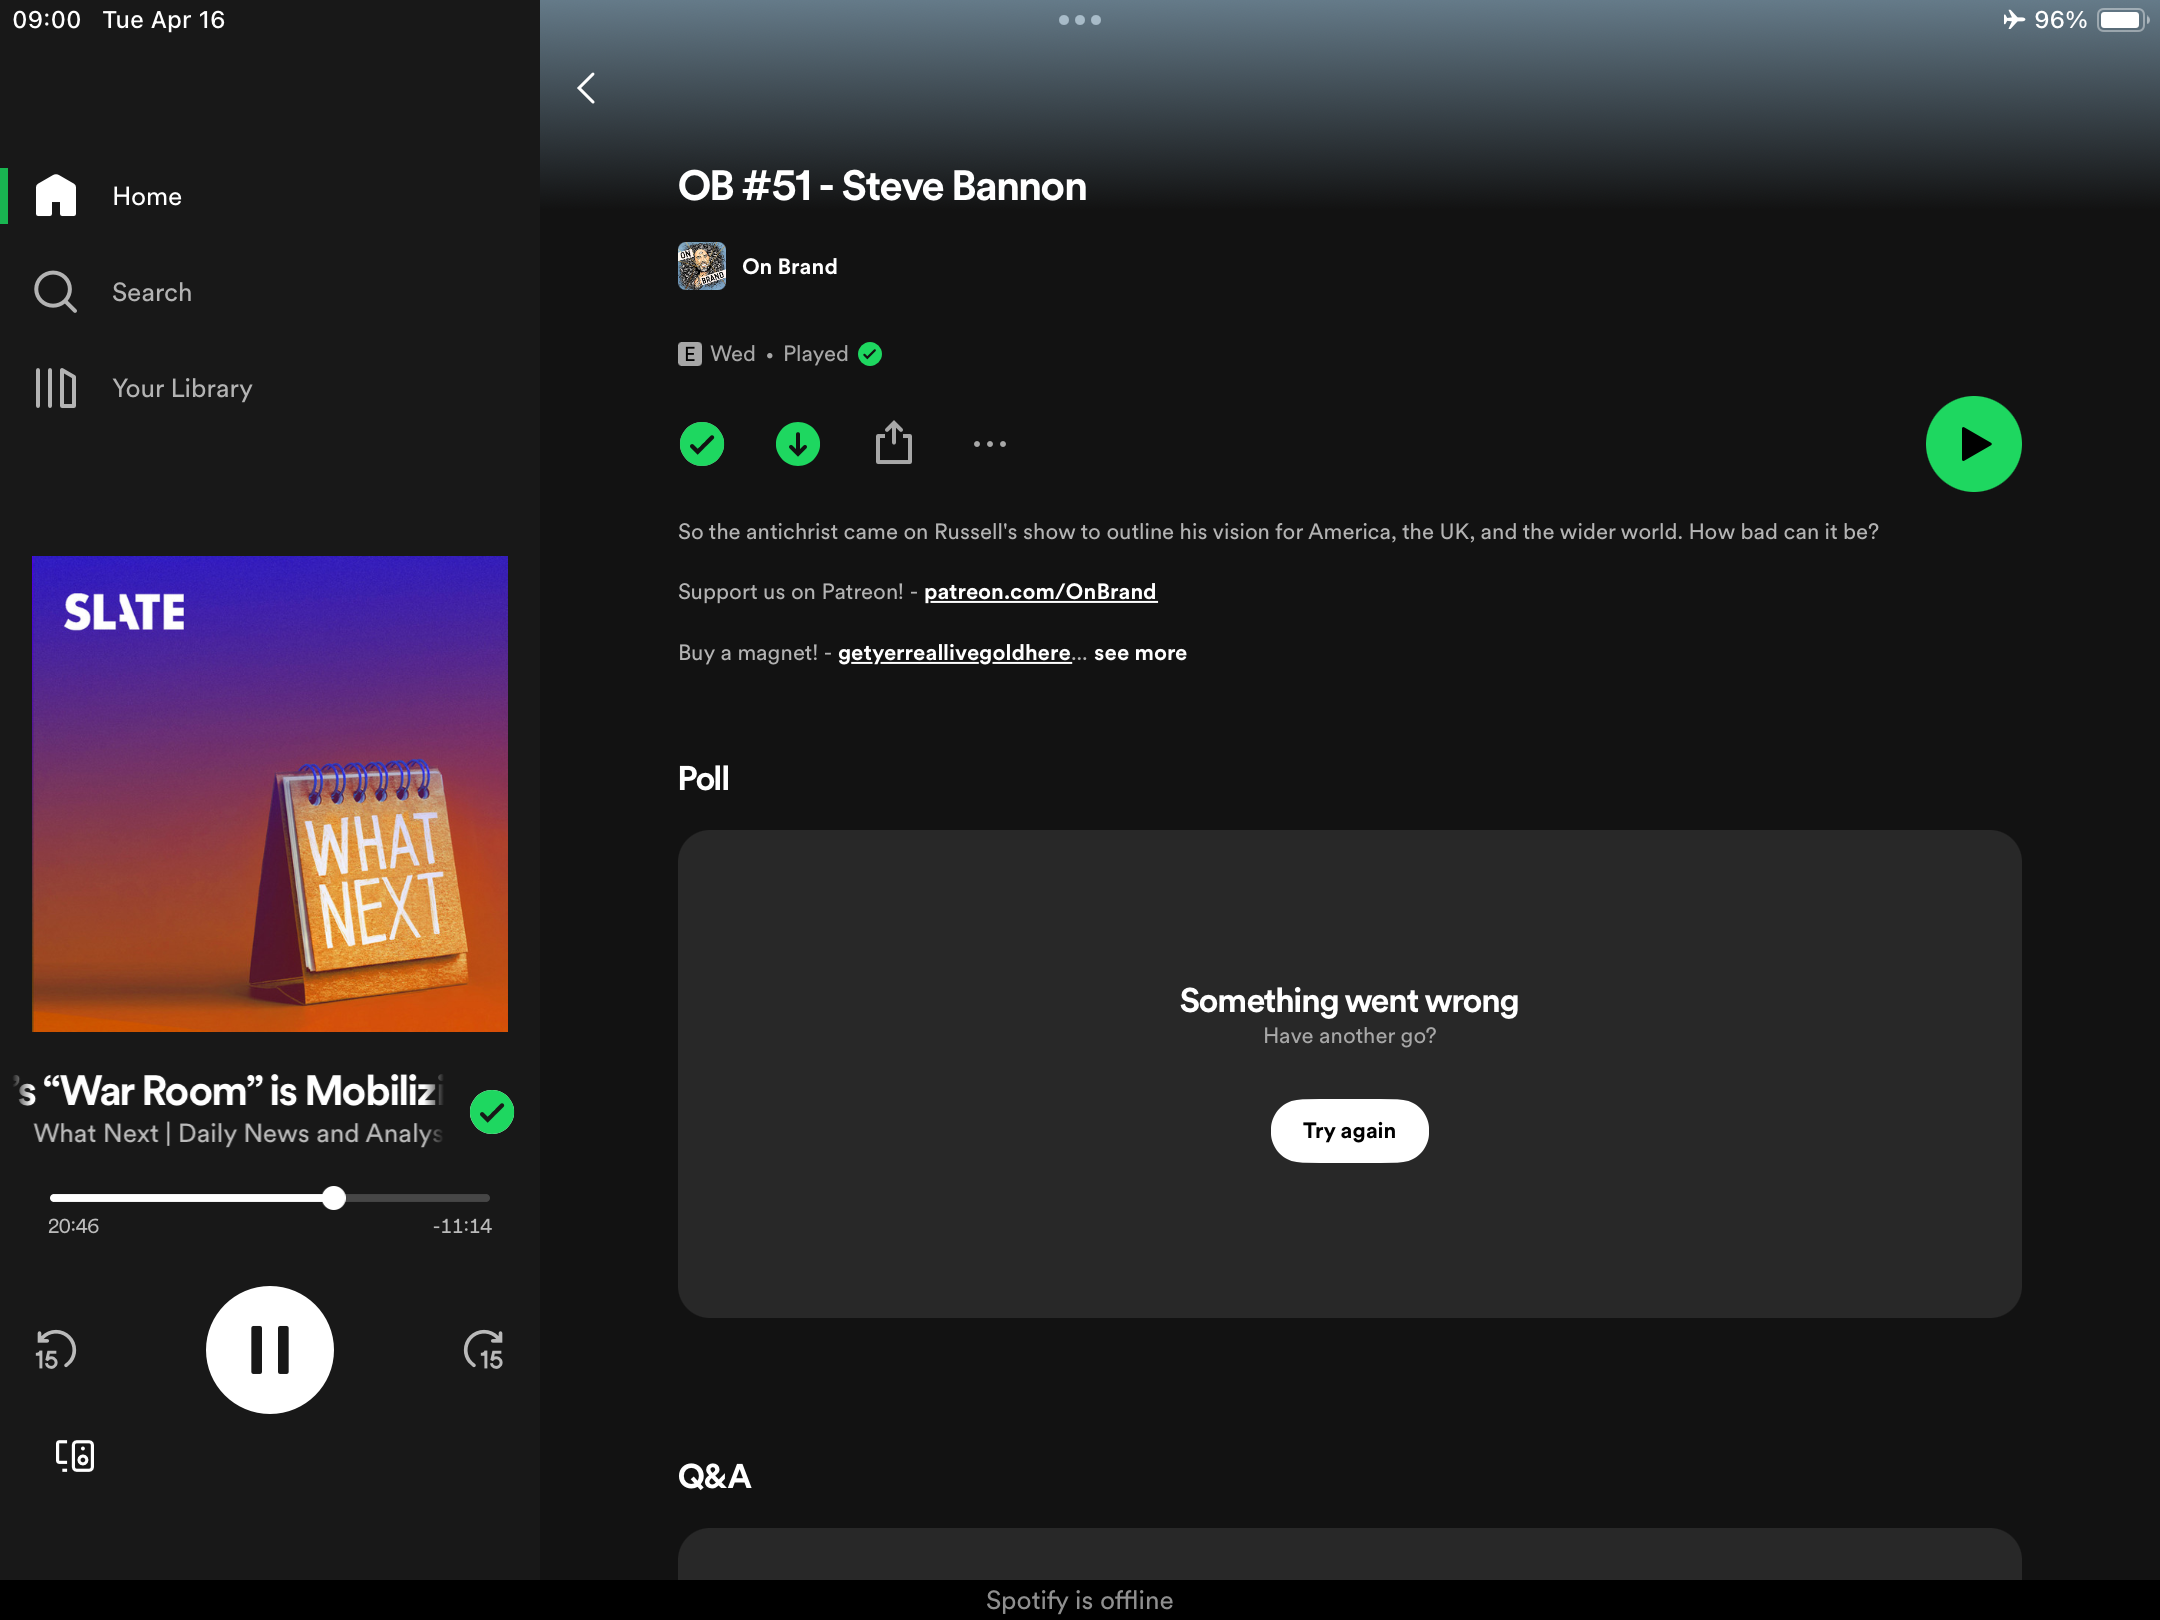 09:00 Tue Apr 16
96%
Home
Search
Your Library
SLATE
WHAT
NEXT
's “War Room” is Mobilizi
What Next | Daily News and Analys
20:46
-11:14
15
15
OB #51 - Steve Bannon
ON
BRAND
On Brand
E Wed • Played
So the antichrist came on Russell's show to outline his vision for America, the UK, and the wider world. How bad can it be?
Support us on Patreon! - patreon.com/OnBrand
Buy a magnet! - getyerreallivegoldhere... see more
Poll
Something went wrong
Have another go?
Try again
Q&A
Spotify is offline